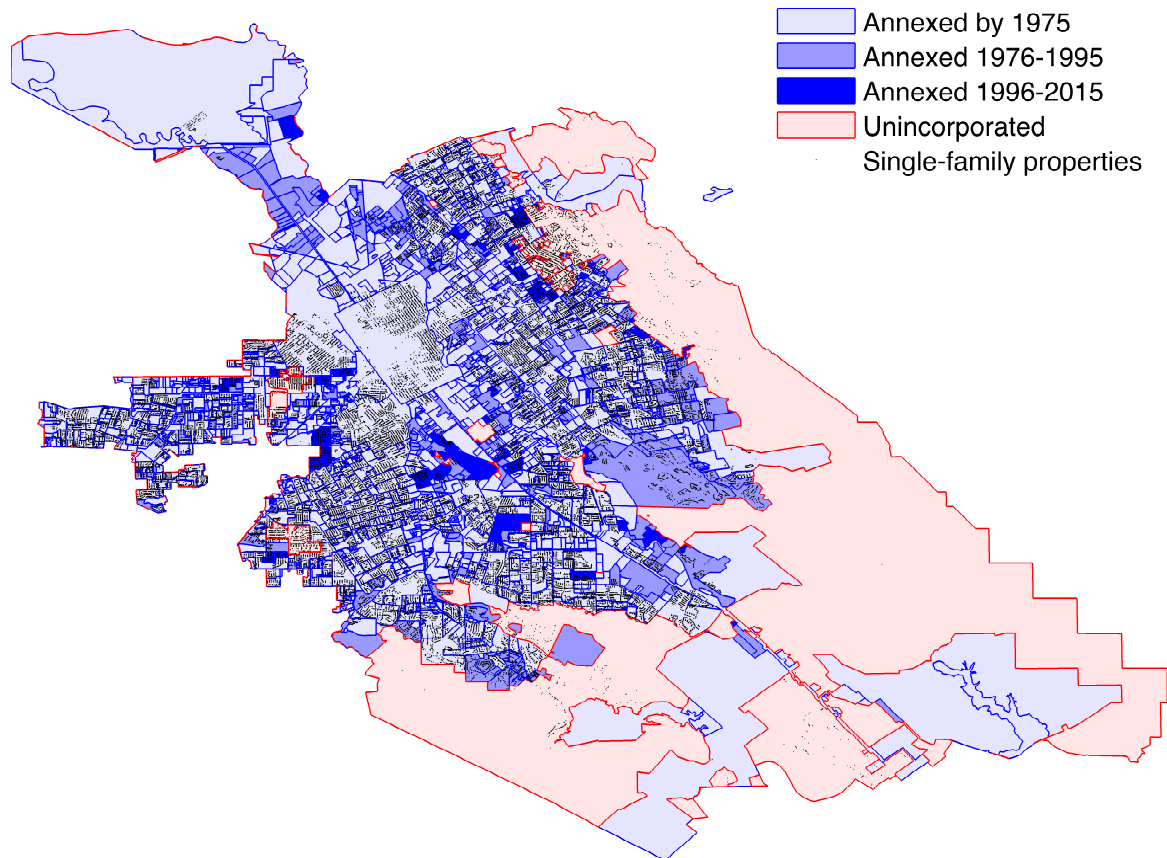 Annexed by 1975
Annexed 1976-1995
Annexed 1996-2015
Unincorporated
Single-family properties